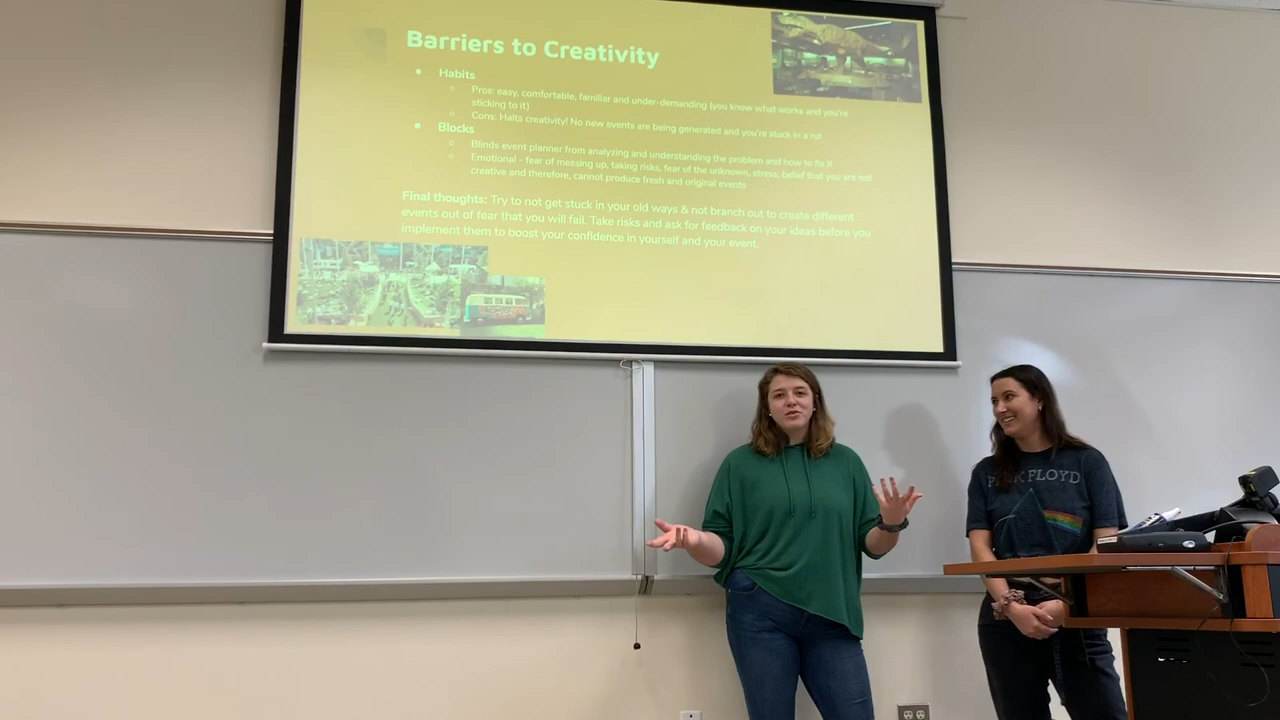 Barriers to Creativity
Habits
Pros: easy, comfortable, familiar and under-demanding (you know what works and you're
sticking to it)
Cons: Halts creativity! No new events are being generated and you're stuck in a rut
Blocks
Blinds event planner from analyzing and understanding the problem and how to fix it
Emotional - fear of messing up, taking risks, fear of the unknown, stress, belief that you are not
creative and therefore, cannot produce fresh and original events
Final thoughts: Try to not get stuck in your old ways & not branch out to create different
events out of fear that you will fail. Take risks and ask for feedback on your ideas before you
implement them to boost your confidence in yourself and your event.
PINK FLOYD